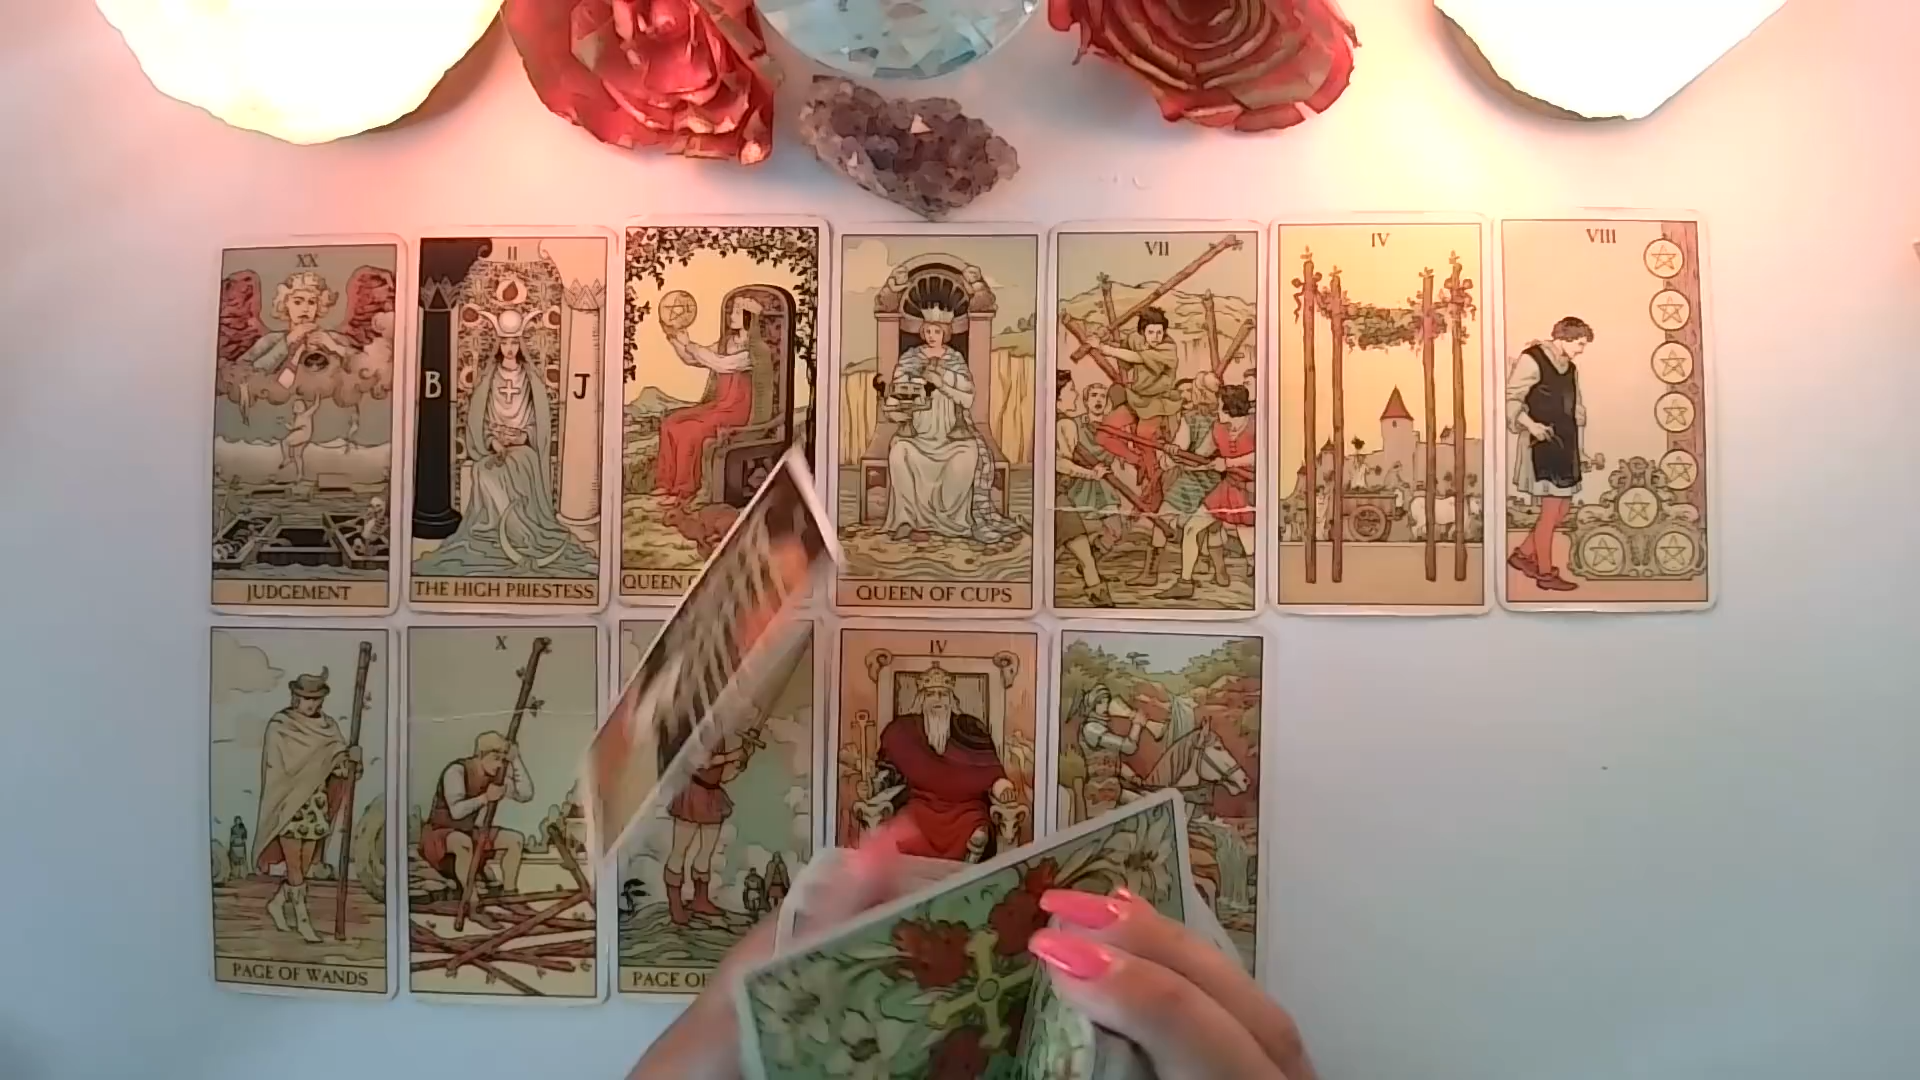 XX
II
VII
IV
VIII
B
J
JUDGEMENT
THE HIGH PRIESTESS
QUEEN
QUEEN OF CUPS
X
IV
PAGE OF WANDS
PAGE OF